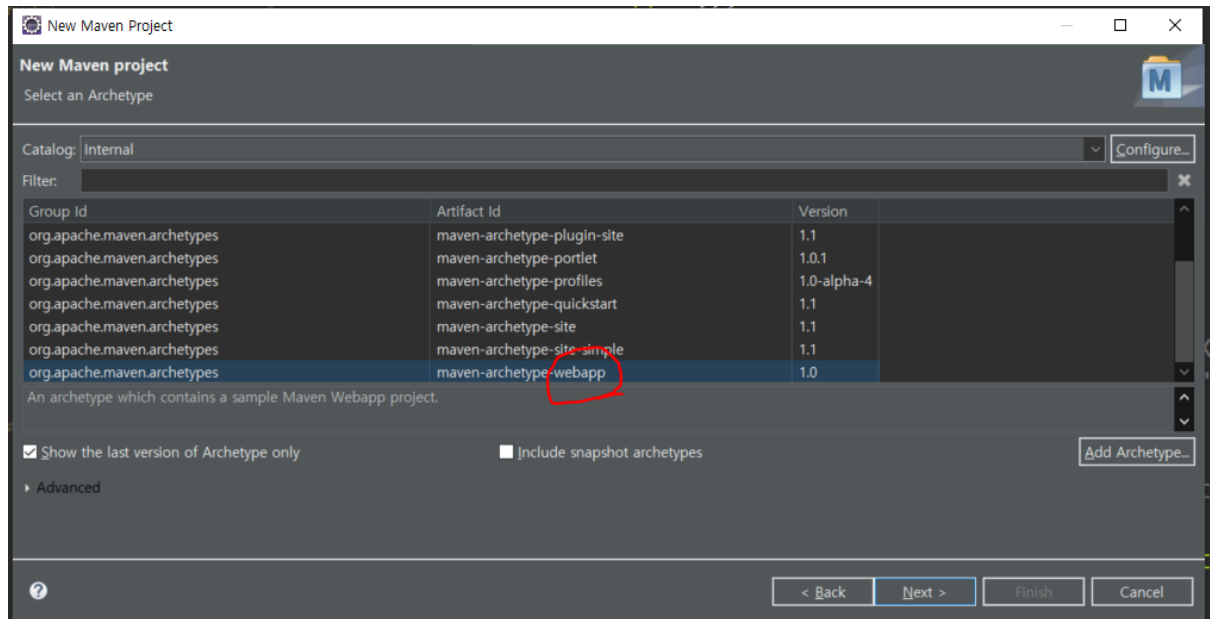 New Maven Project
New Maven project
Select an Archetype
M
Catalog: Internal Configure...
Filter:
Group Id Artifact Id Version
org.apache.maven.archetypes maven-archetype-plugin-site 1.1
org.apache.maven.archetypes maven-archetype-portlet 1.0.1
org.apache.maven.archetypes maven-archetype-profiles 1.0-alpha-4
org.apache.maven.archetypes maven-archetype-quickstart 1.1
org.apache.maven.archetypes maven-archetype-site 1.1
org.apache.maven.archetypes maven-archetype-site-simple 1.1
org.apache.maven.archetypes maven-archetype-webapp 1.0
An archetype which contains a sample Maven Webapp project.
Show the last version of Archetype only Include snapshot archetypes Add Archetype...
Advanced
? < Back Next > Finish Cancel